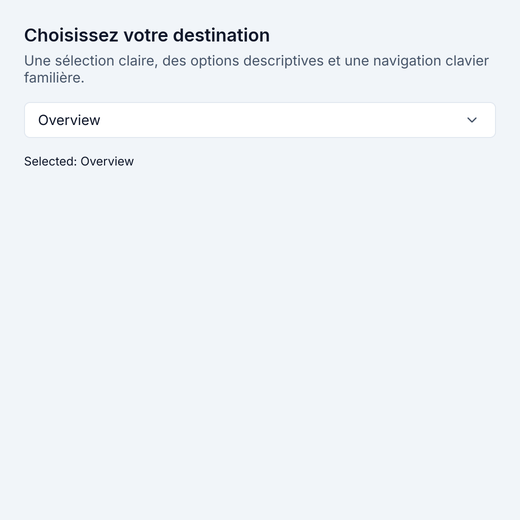 Choisissez votre destination
Une sélection claire, des options descriptives et une navigation clavier
familière.
Overview
Selected: Overview